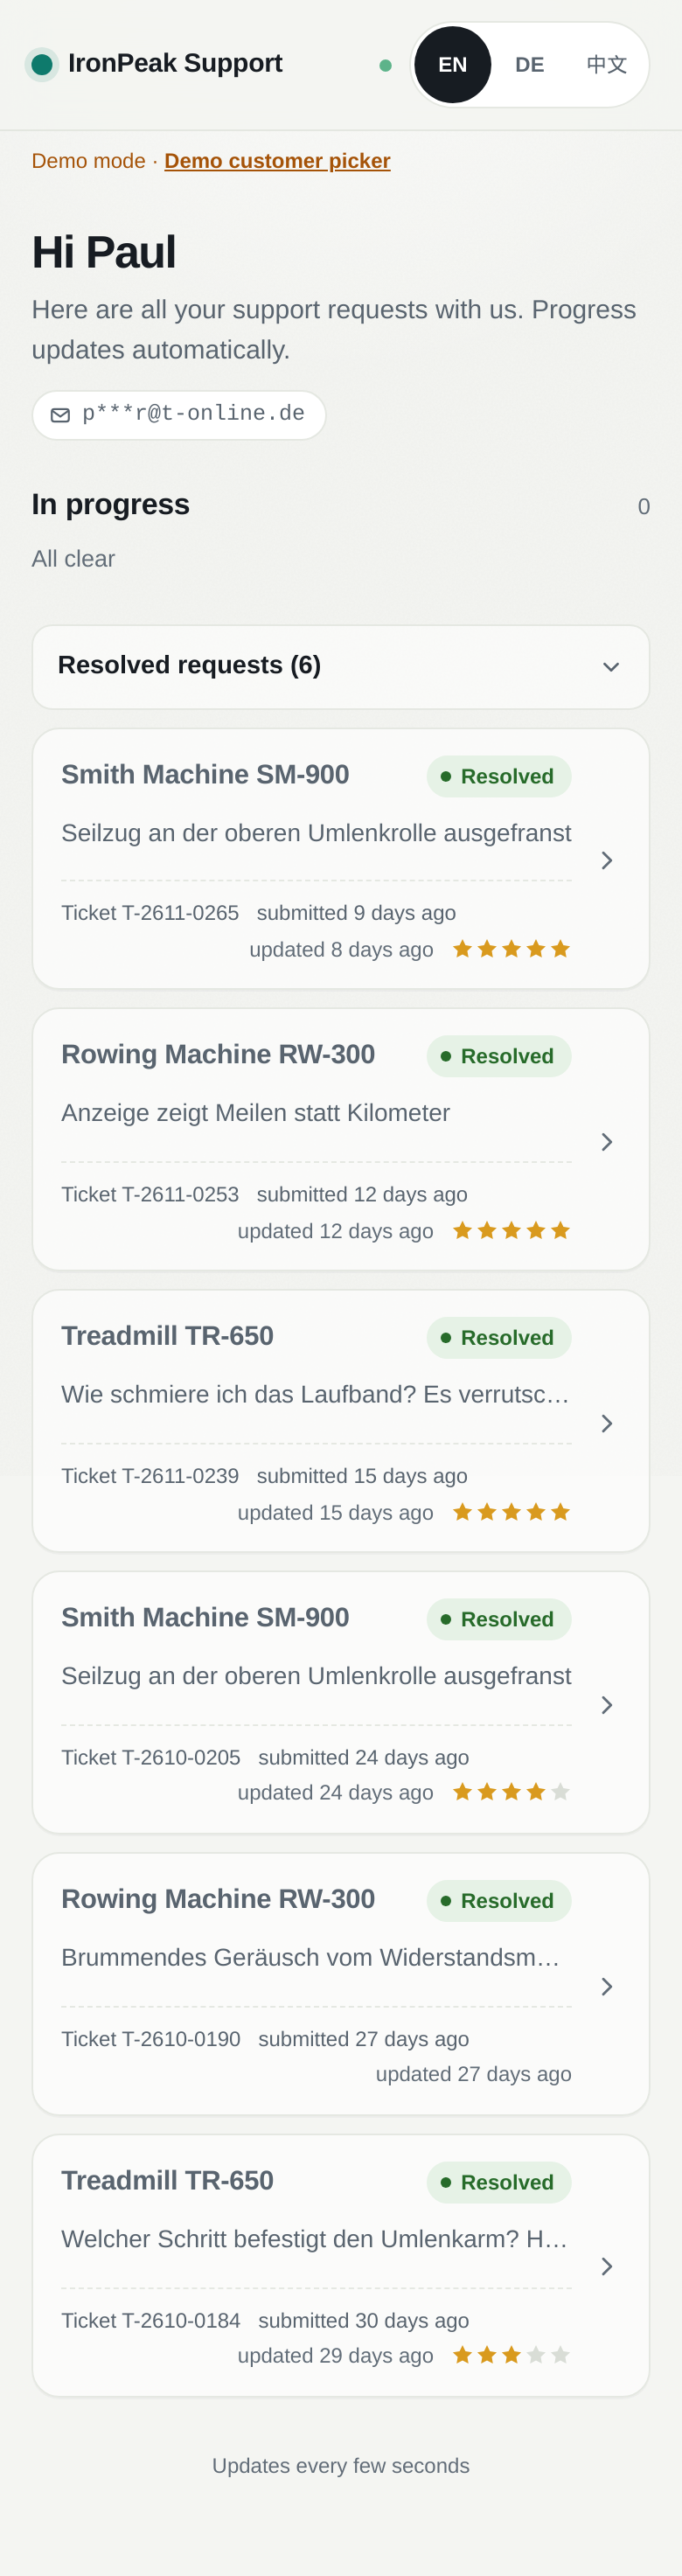 IronPeak Support
EN DE 中文
Demo mode · Demo customer picker
Hi Paul
Here are all your support requests with us. Progress
updates automatically.
p***r@t-online.de
In progress 0
All clear
Resolved requests (6)
Smith Machine SM-900 Resolved
Seilzug an der oberen Umlenkrolle ausgefranst
Ticket T-2611-0265 submitted 9 days ago
updated 8 days ago
Rowing Machine RW-300 Resolved
Anzeige zeigt Meilen statt Kilometer
Ticket T-2611-0253 submitted 12 days ago
updated 12 days ago
Treadmill TR-650 Resolved
Wie schmiere ich das Laufband? Es verrutsc…
Ticket T-2611-0239 submitted 15 days ago
updated 15 days ago
Smith Machine SM-900 Resolved
Seilzug an der oberen Umlenkrolle ausgefranst
Ticket T-2610-0205 submitted 24 days ago
updated 24 days ago
Rowing Machine RW-300 Resolved
Brummendes Geräusch vom Widerstandsm…
Ticket T-2610-0190 submitted 27 days ago
updated 27 days ago
Treadmill TR-650 Resolved
Welcher Schritt befestigt den Umlenkarm? H…
Ticket T-2610-0184 submitted 30 days ago
updated 29 days ago
Updates every few seconds